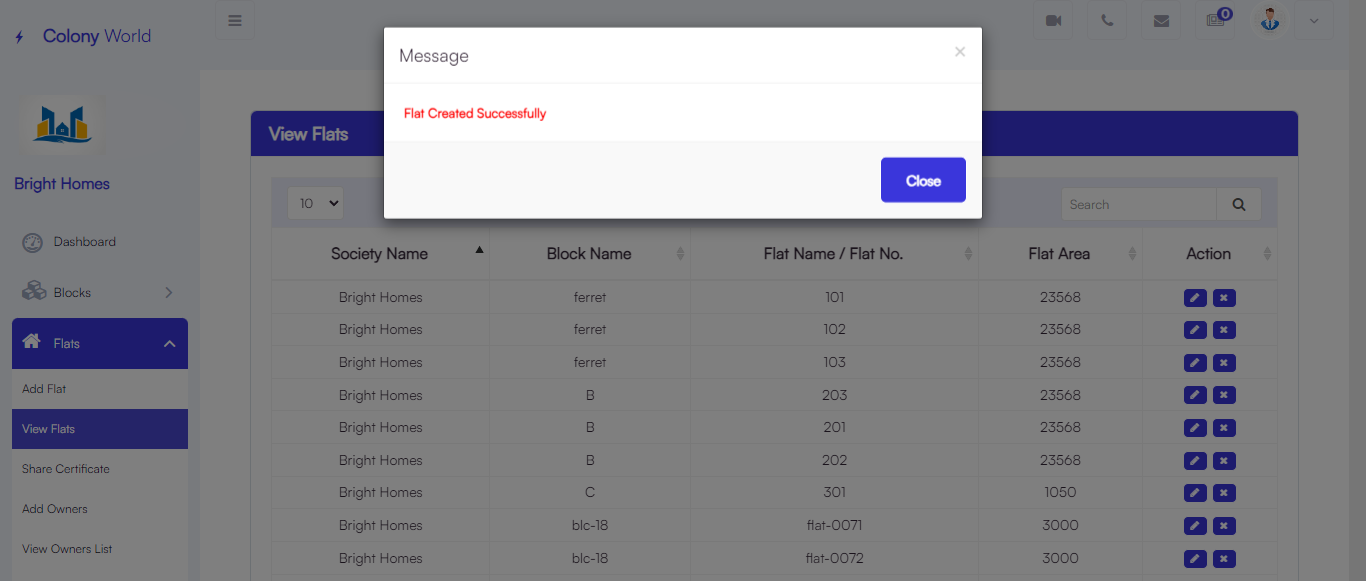 Colony World
0
Message
×
Flat Created Successfully
Close
Bright Homes
Dashboard
Blocks
Flats
Add Flat
View Flats
Share Certificate
Add Owners
View Owners List
View Flats
10
Search
Society Name Block Name Flat Name / Flat No. Flat Area Action
Bright Homes ferret 101 23568
Bright Homes ferret 102 23568
Bright Homes ferret 103 23568
Bright Homes B 203 23568
Bright Homes B 201 23568
Bright Homes B 202 23568
Bright Homes C 301 1050
Bright Homes blc-18 flat-0071 3000
Bright Homes blc-18 flat-0072 3000